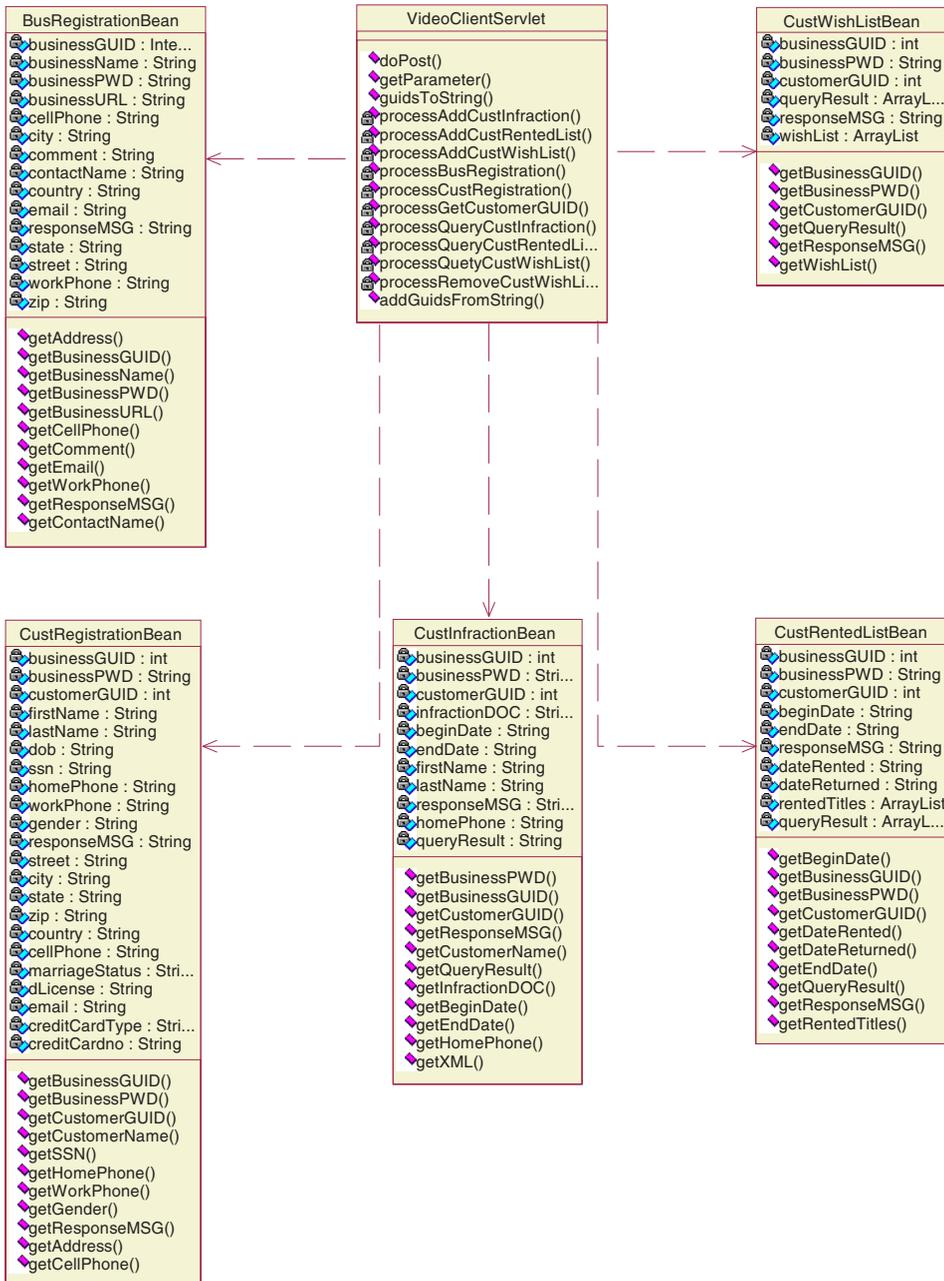 BusRegistrationBean
businessGUID : Inte...
businessName : String
businessPWD : String
businessURL : String
cellPhone : String
city : String
comment : String
contactName : String
country : String
email : String
responseMSG : String
state : String
street : String
workPhone : String
zip : String
getAddress()
getBusinessGUID()
getBusinessName()
getBusinessPWD()
getBusinessURL()
getCellPhone()
getComment()
getEmail()
getWorkPhone()
getResponseMSG()
getContactName()
VideoClientServlet
doPost()
getParameter()
guidsToString()
processAddCustInfraction()
processAddCustRentedList()
processAddCustWishList()
processBusRegistration()
processCustRegistration()
processGetCustomerGUID()
processQueryCustInfraction()
processQueryCustRentedLi...
processQuetyCustWishList()
processRemoveCustWishLi...
addGuidsFromString()
CustWishListBean
businessGUID : int
businessPWD : String
customerGUID : int
queryResult : ArrayL...
responseMSG : String
wishList : ArrayList
getBusinessGUID()
getBusinessPWD()
getCustomerGUID()
getQueryResult()
getResponseMSG()
getWishList()
CustRegistrationBean
businessGUID : int
businessPWD : String
customerGUID : int
firstName : String
lastName : String
dob : String
ssn : String
homePhone : String
workPhone : String
gender : String
responseMSG : String
street : String
city : String
state : String
zip : String
country : String
cellPhone : String
marriageStatus : Stri...
dLicense : String
email : String
creditCardType : Stri...
creditCardno : String
getBusinessGUID()
getBusinessPWD()
getCustomerGUID()
getCustomerName()
getSSN()
getHomePhone()
getWorkPhone()
getGender()
getResponseMSG()
getAddress()
getCellPhone()
CustInfractionBean
businessGUID : int
businessPWD : Stri...
customerGUID : int
infractionDOC : Stri...
beginDate : String
endDate : String
firstName : String
lastName : String
responseMSG : Stri...
homePhone : String
queryResult : String
getBusinessPWD()
getBusinessGUID()
getCustomerGUID()
getResponseMSG()
getCustomerName()
getQueryResult()
getInfractionDOC()
getBeginDate()
getEndDate()
getHomePhone()
getXML()
CustRentedListBean
businessGUID : int
businessPWD : String
customerGUID : int
beginDate : String
endDate : String
responseMSG : String
dateRented : String
dateReturned : String
rentedTitles : ArrayList
queryResult : ArrayL...
getBeginDate()
getBusinessGUID()
getBusinessPWD()
getCustomerGUID()
getDateRented()
getDateReturned()
getEndDate()
getQueryResult()
getResponseMSG()
getRentedTitles()